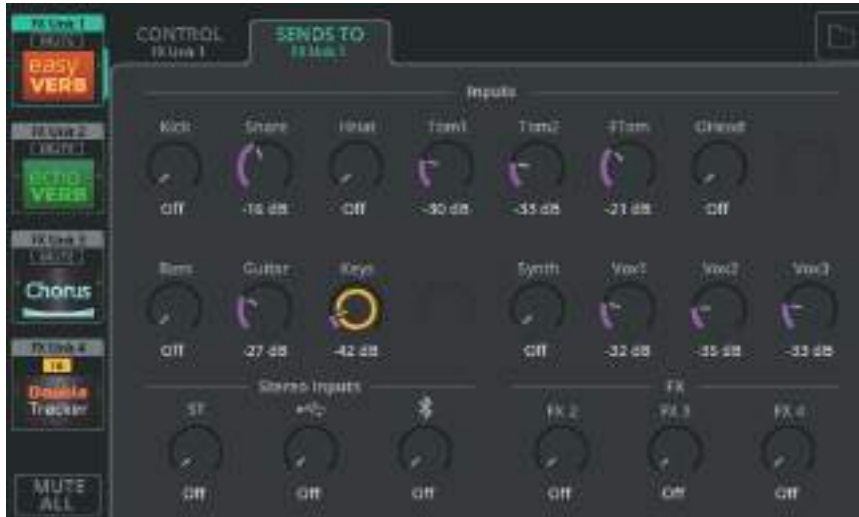 FX Unit 1
[MUTE]
easy
VERB
FX Unit 2
[MUTE]
echo
VERB
FX Unit 3
[MUTE]
Chorus
FX Unit 4
Double
Tracker
MUTE
ALL
CONTROL
FX Unit 1
SENDS TO
FX Unit 1
Inputs
Kick Snare HiHat Tom1 Tom2 FTom OHead
Off -16 dB Off -30 dB -33 dB -21 dB Off
Bass Guitar Keys Synth Vox1 Vox2 Vox3
Off -27 dB -42 dB Off -32 dB -35 dB -33 dB
Stereo Inputs FX
ST FX 2 FX 3 FX 4
Off Off Off Off Off Off